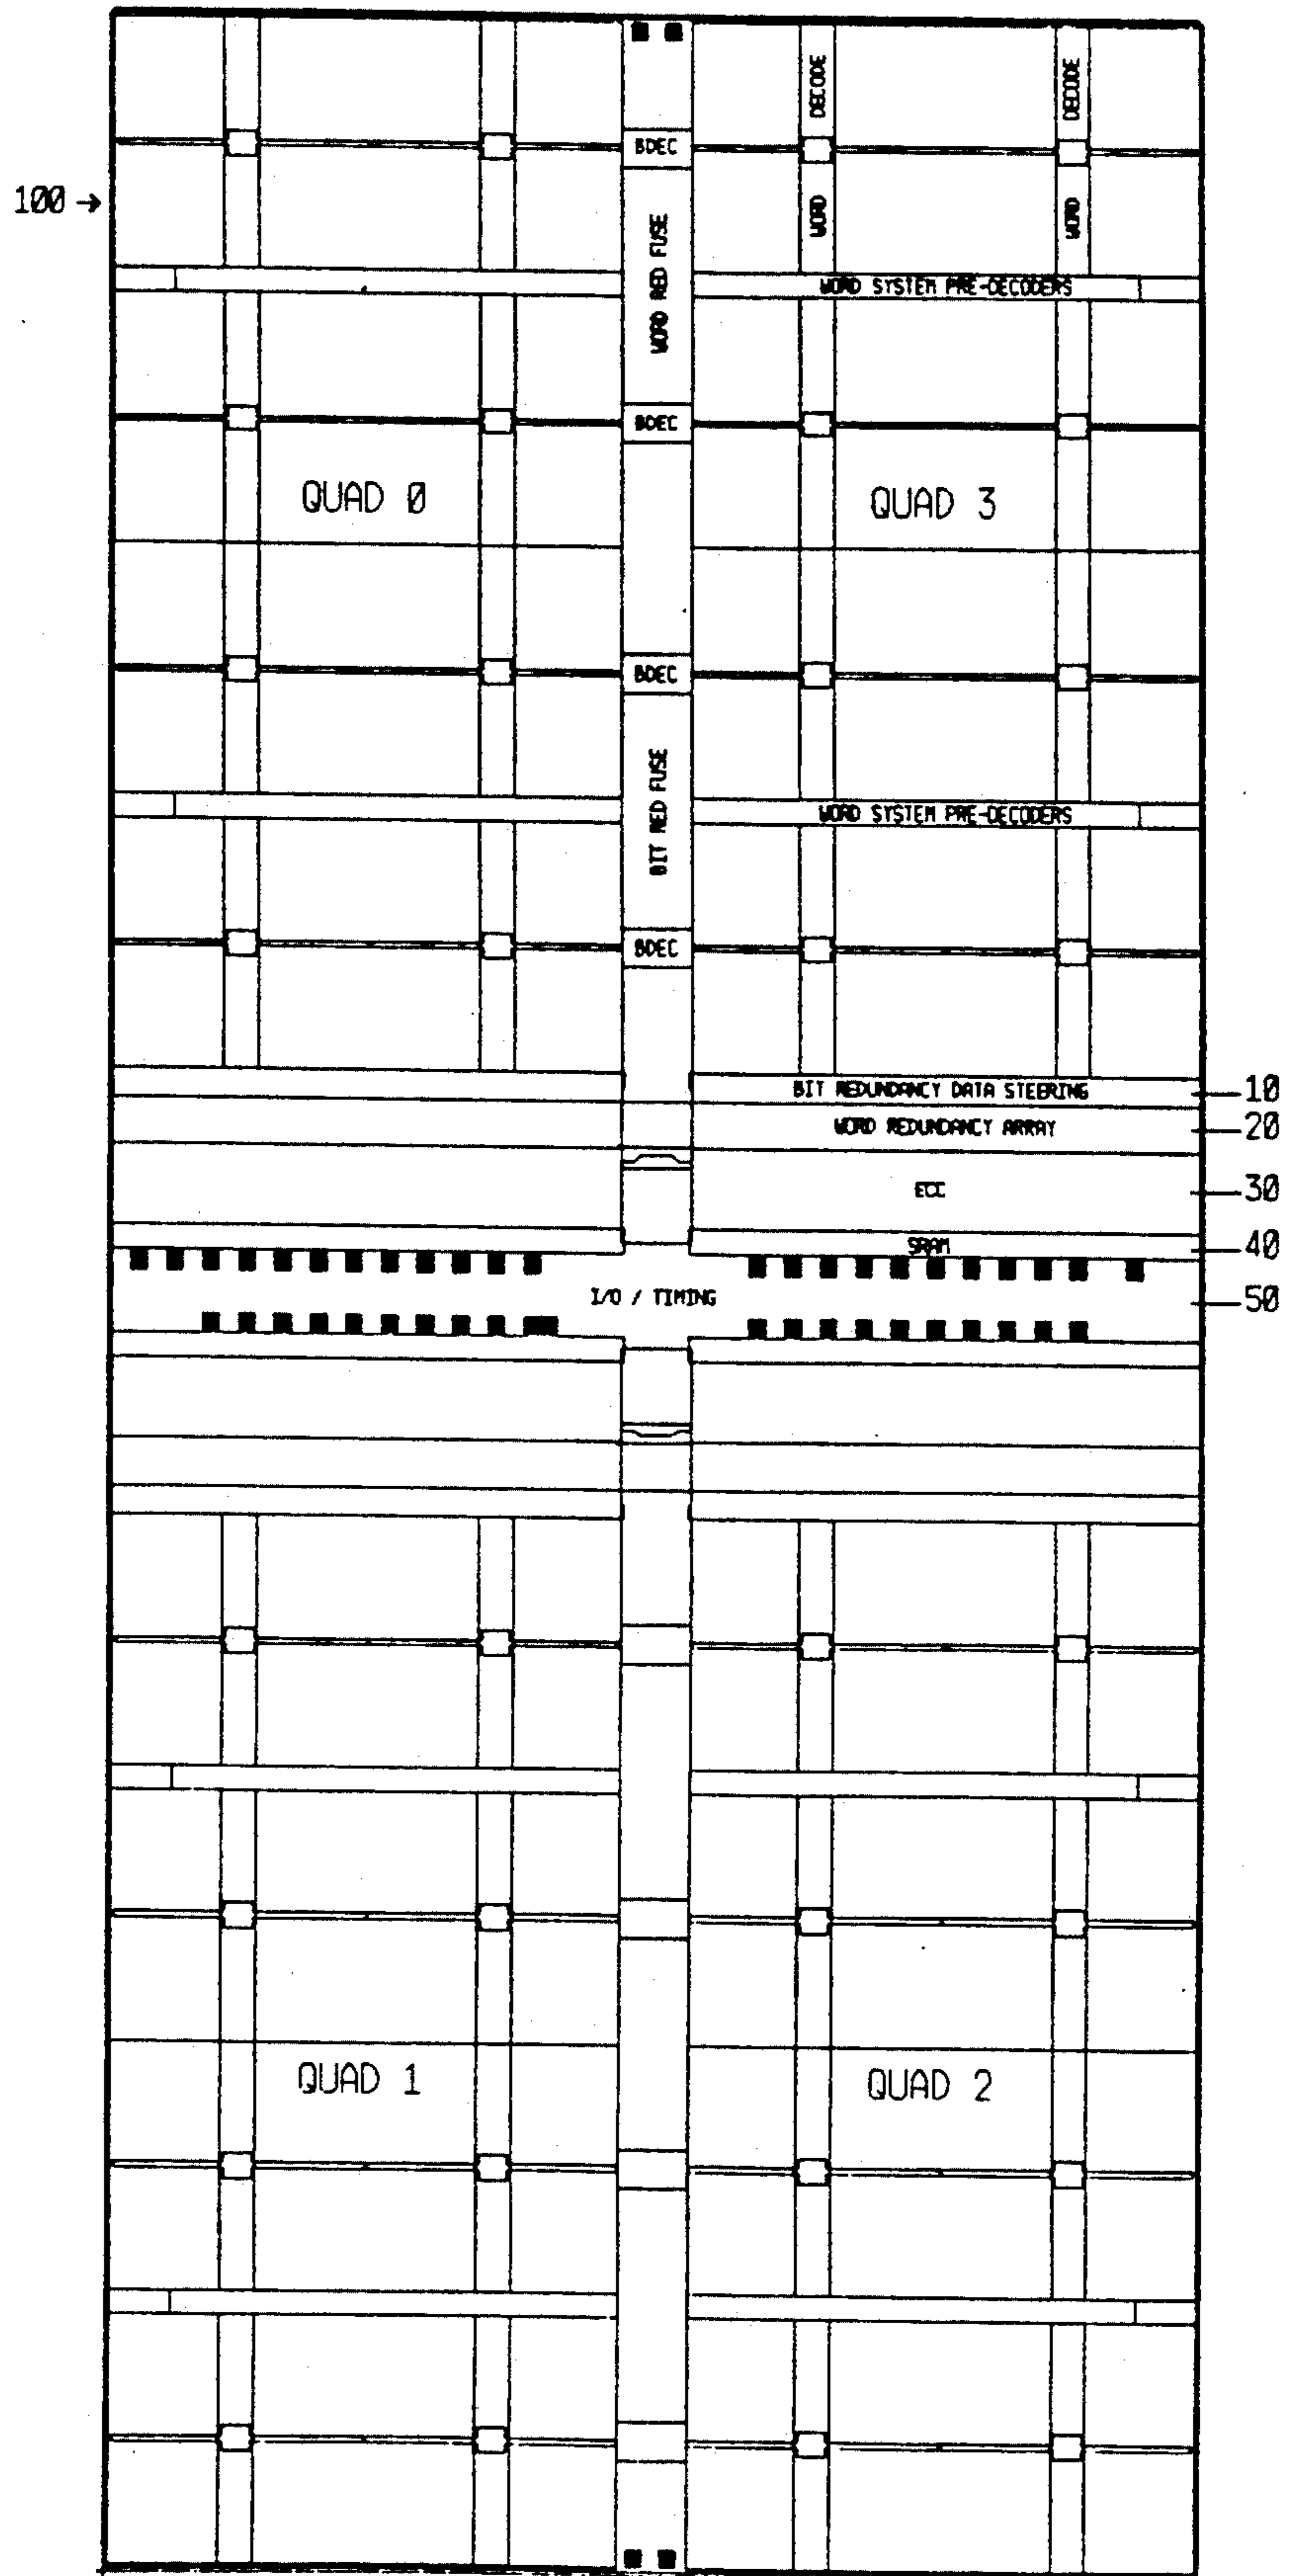 DECODE
DECODE
BDEC
100
WORD RED FUSE
WORD
WORD
WORD SYSTEM PRE-DECODERS
BDEC
QUAD 0
QUAD 3
BDEC
BIT RED FUSE
WORD SYSTEM PRE-DECODERS
BDEC
BIT REDUNDANCY DATA STEERING
10
WORD REDUNDANCY ARRAY
20
ECC
30
SRAM
40
I/O / TIMING
50
QUAD 1
QUAD 2